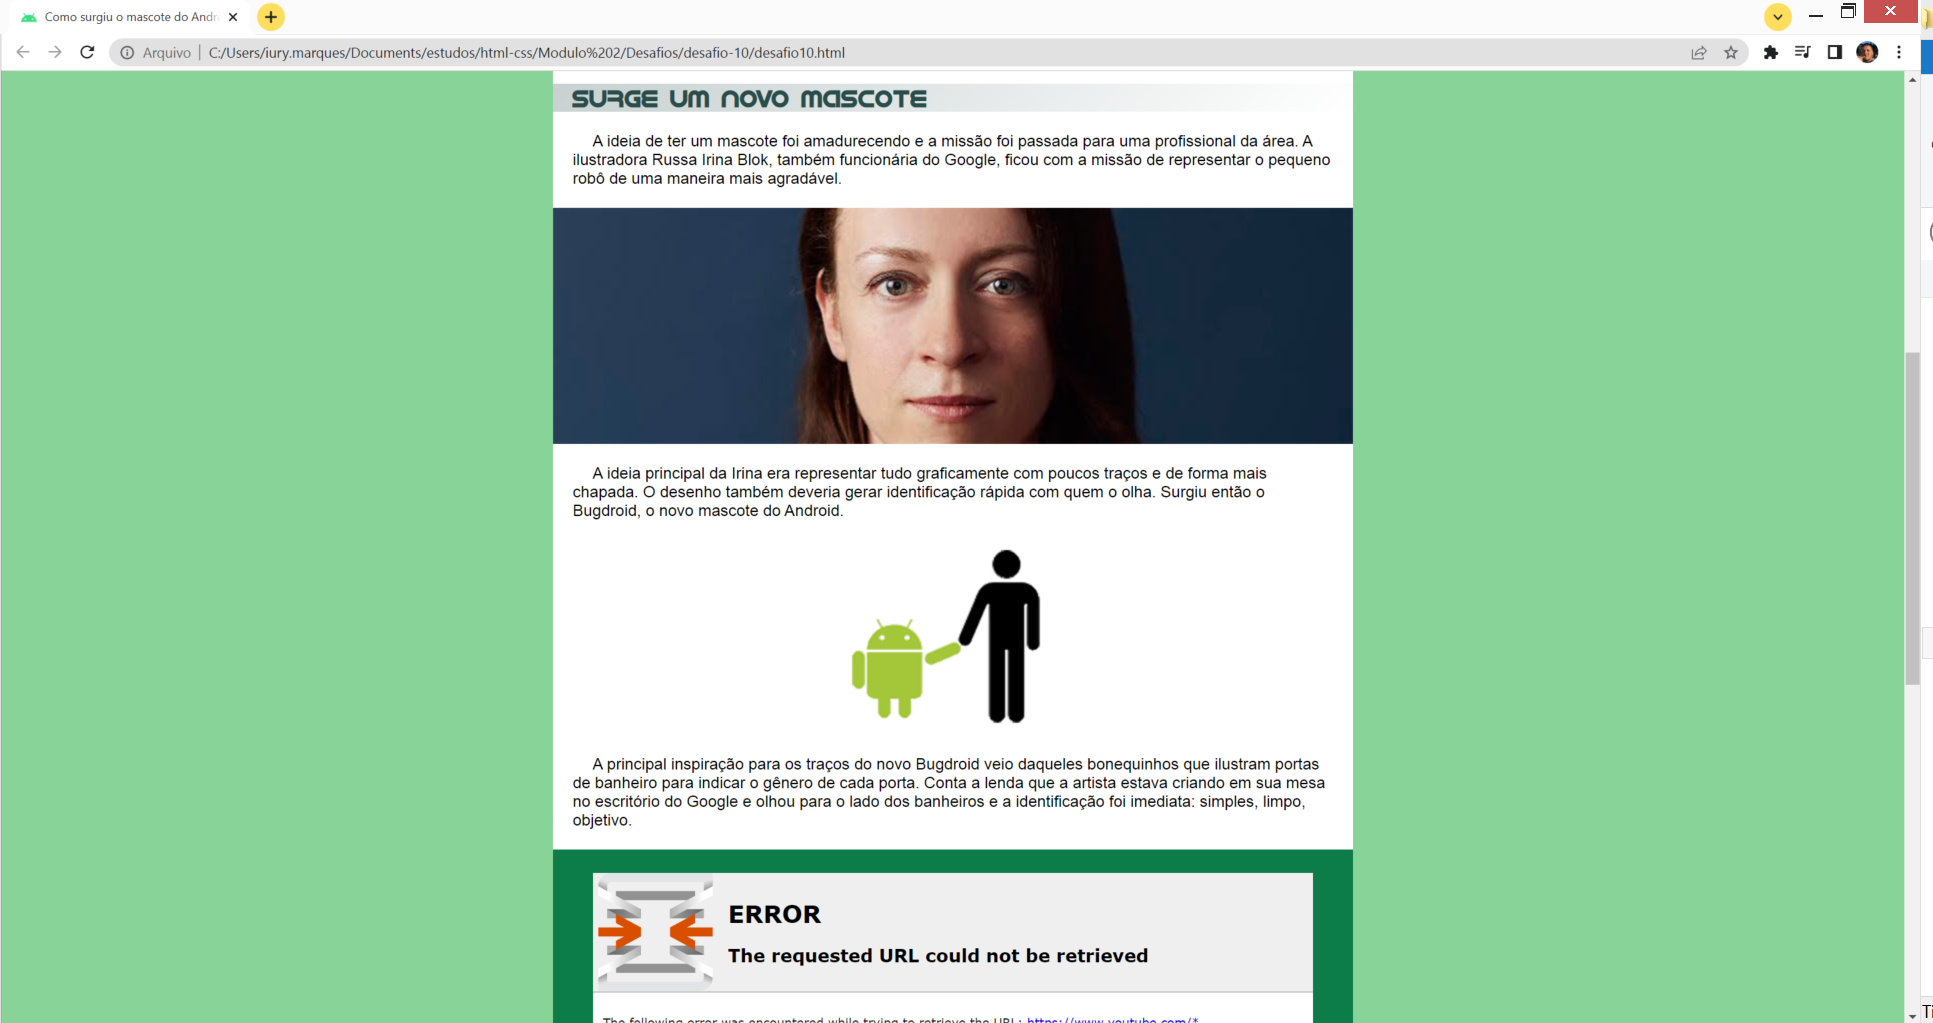 Como surgiu o mascote do Andr
Arquivo | C:/Users/iury.marques/Documents/estudos/html-css/Modulo%202/Desafios/desafio-10/desafio10.html
SURGE UM NOVO MASCOTE
A ideia de ter um mascote foi amadurecendo e a missão foi passada para uma profissional da área. A
ilustradora Russa Irina Blok, também funcionária do Google, ficou com a missão de representar o pequeno
robô de uma maneira mais agradável.
A ideia principal da Irina era representar tudo graficamente com poucos traços e de forma mais
chapada. O desenho também deveria gerar identificação rápida com quem o olha. Surgiu então o
Bugdroid, o novo mascote do Android.
A principal inspiração para os traços do novo Bugdroid veio daqueles bonequinhos que ilustram portas
de banheiro para indicar o gênero de cada porta. Conta a lenda que a artista estava criando em sua mesa
no escritório do Google e olhou para o lado dos banheiros e a identificação foi imediata: simples, limpo,
objetivo.
ERROR
The requested URL could not be retrieved
The following error was encountered while trying to retrieve the URL: https://www.youtube.com/*
Ti